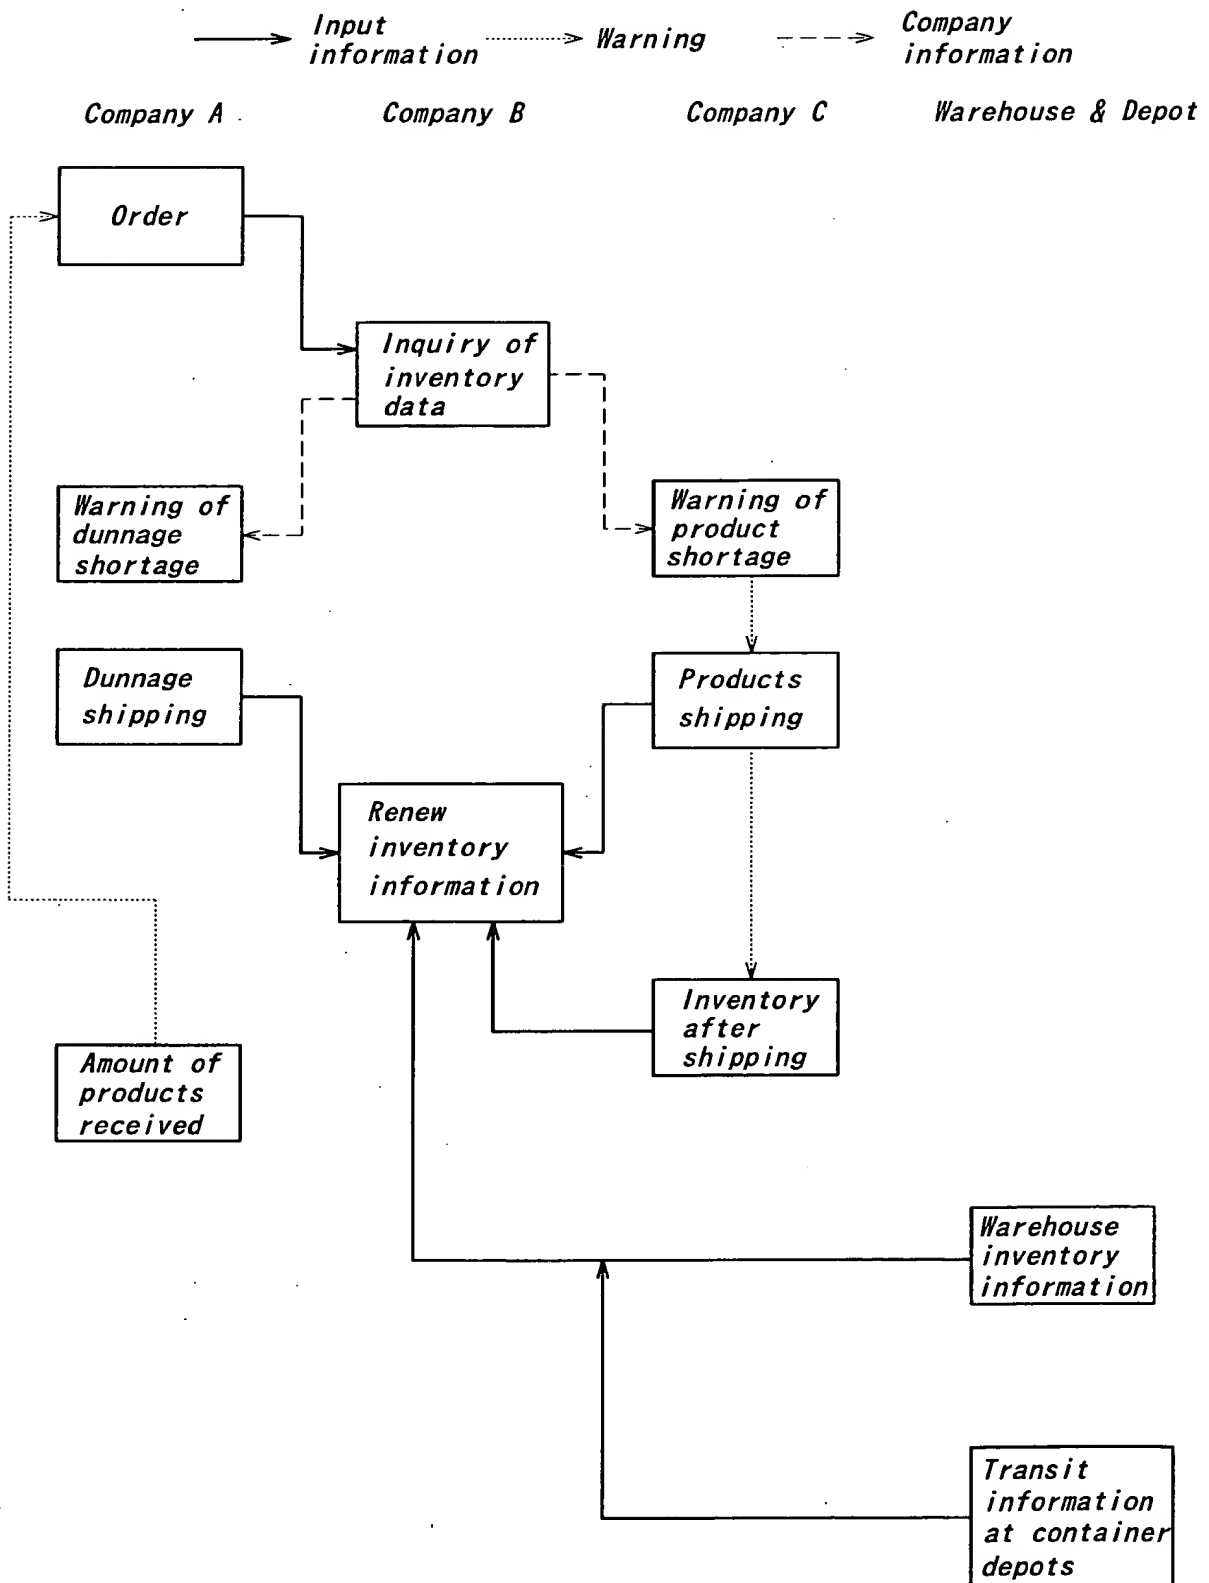 Input
information
Warning
Company
information
Company A
Company B
Company C
Warehouse & Depot
Order
Inquiry of
inventory
data
Warning of
dunnage
shortage
Warning of
product
shortage
Dunnage
shipping
Products
shipping
Renew
inventory
information
Inventory
after
shipping
Amount of
products
received
Warehouse
inventory
information
Transit
information
at container
depots